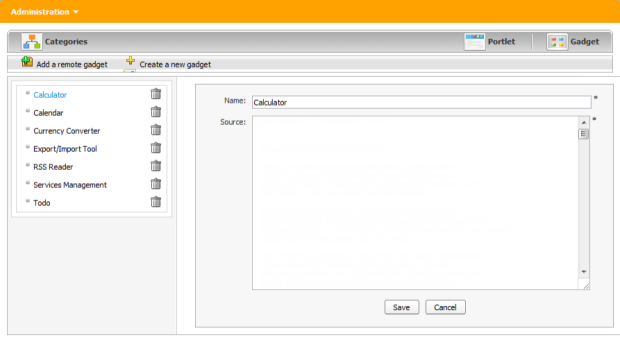 Administration
Categories Portlet Gadget
Add a remote gadget Create a new gadget
Calculator
Calendar
Currency Converter
Export/Import Tool
RSS Reader
Services Management
Todo
Name: Calculator *
Source: *
Save Cancel